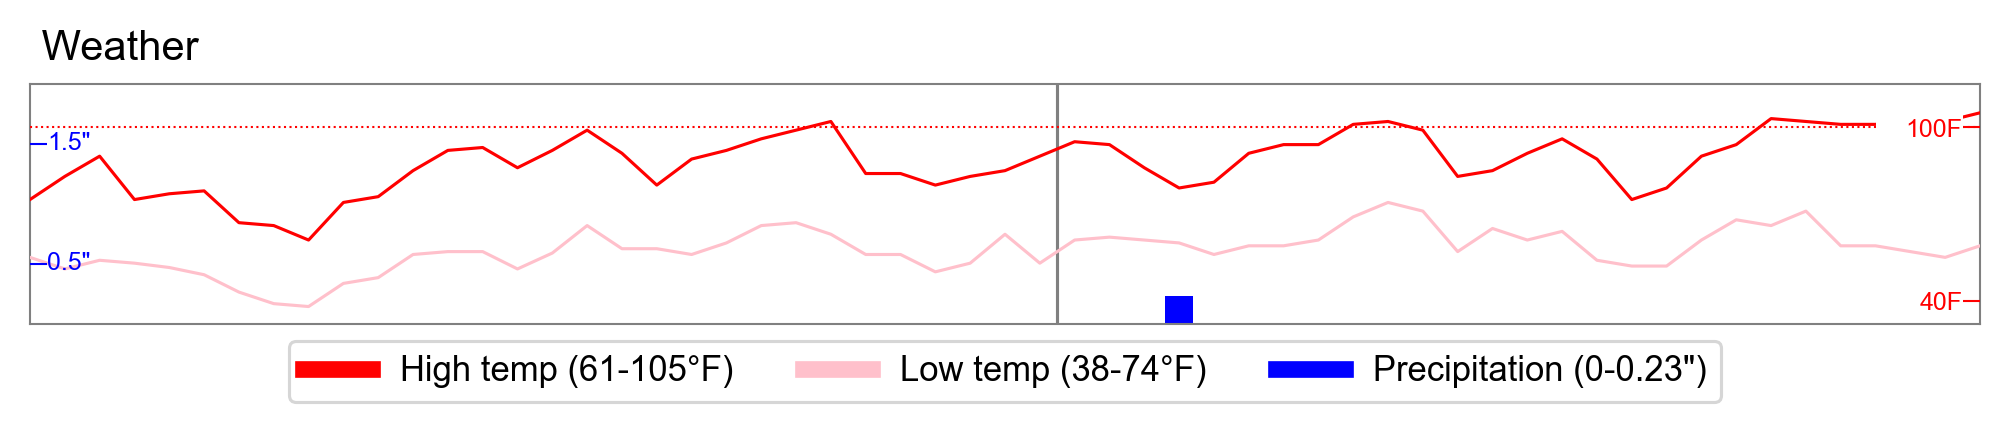 Weather
1.5"
100F
0.5"
40F
High temp (61-105°F) Low temp (38-74°F) Precipitation (0-0.23")